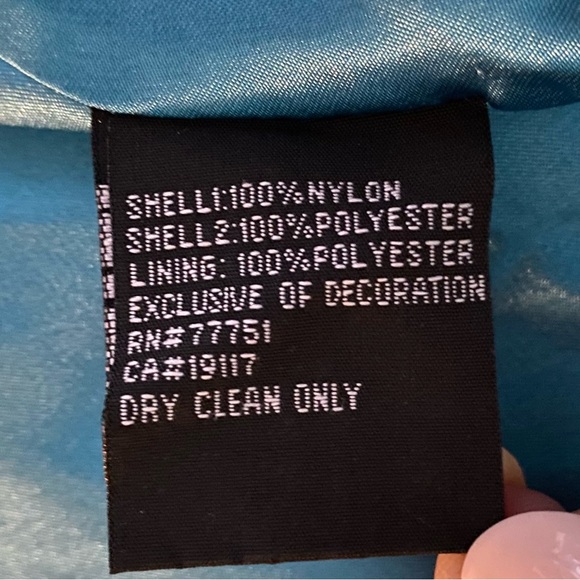 SHELL1:100%NYLON
SHELL2:100%POLYESTER
LINING: 100%POLYESTER
EXCLUSIVE OF DECORATION
RN#77751
CA#19117
DRY CLEAN ONLY